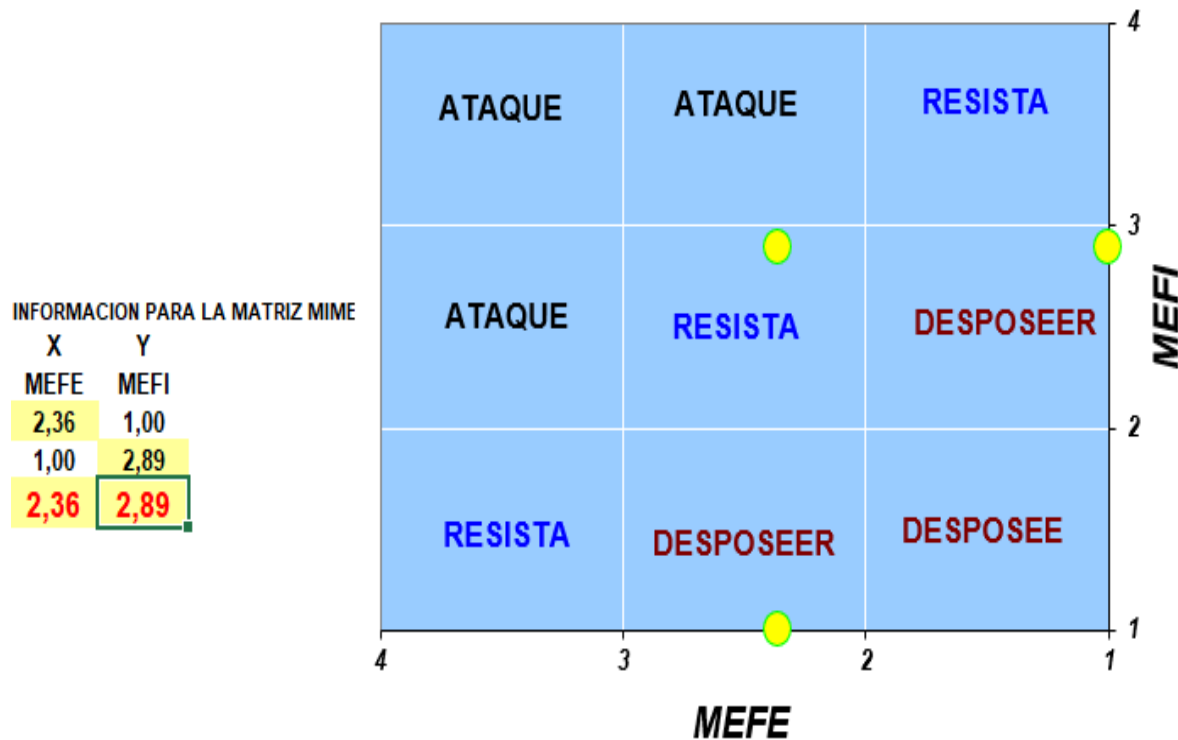 INFORMACION PARA LA MATRIZ MIME
X Y
MEFE MEFI
2,36 1,00
1,00 2,89
2,36 2,89
ATAQUE ATAQUE RESISTA
ATAQUE RESISTA DESPOSEER
RESISTA DESPOSEER DESPOSEE
4
3
2
1
MEFI
4 3 2 1
MEFE